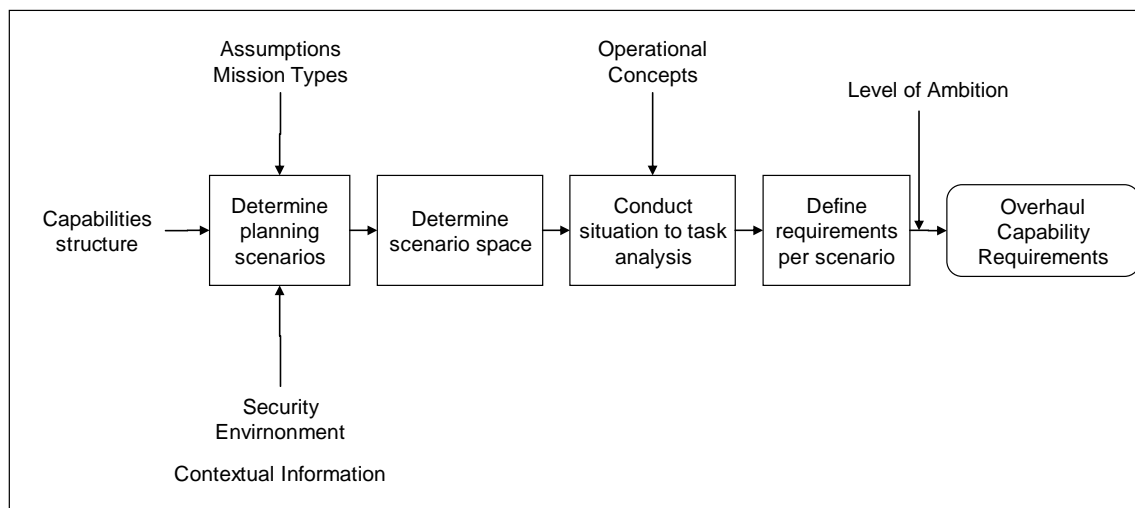 Assumptions
Mission Types
Operational
Concepts
Level of Ambition
Capabilities
structure
Determine
planning
scenarios
Determine
scenario space
Conduct
situation to task
analysis
Define
requirements
per scenario
Overhaul
Capability
Requirements
Security
Envirnonment
Contextual Information